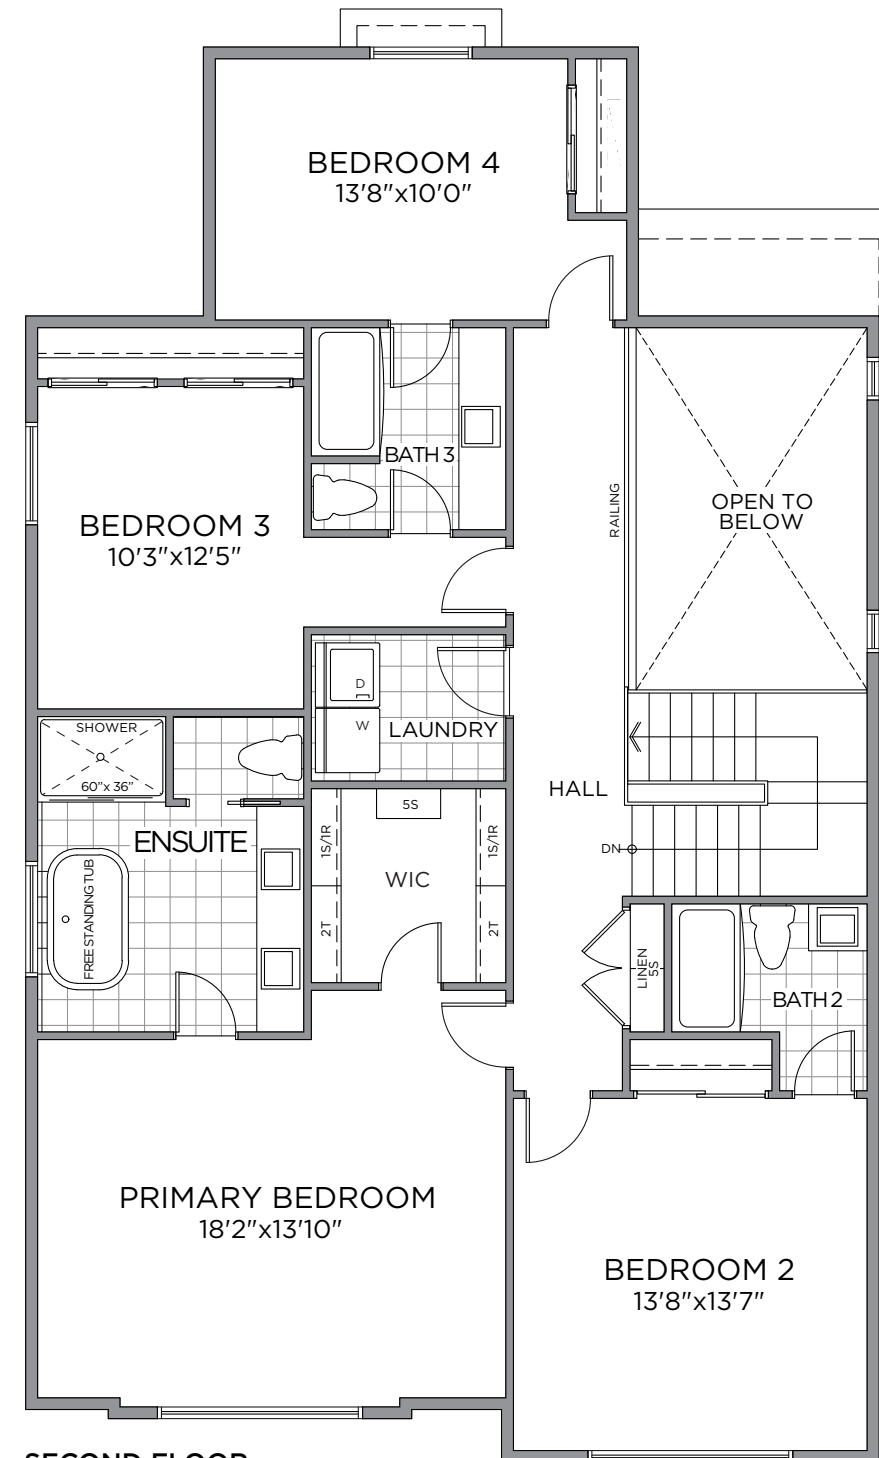 BEDROOM 4
13'8"x10'0"
BATH 3
BEDROOM 3
10'3"x12'5"
RAILING
OPEN TO
BELOW
D
W
LAUNDRY
SHOWER
60"x 36"
HALL
DN
ENSUITE
FREE STANDING TUB
5S
1S/1R
1S/1R
WIC
2T
2T
LINEN
5S
BATH 2
PRIMARY BEDROOM
18'2"x13'10"
BEDROOM 2
13'8"x13'7"
SECOND FLOOR